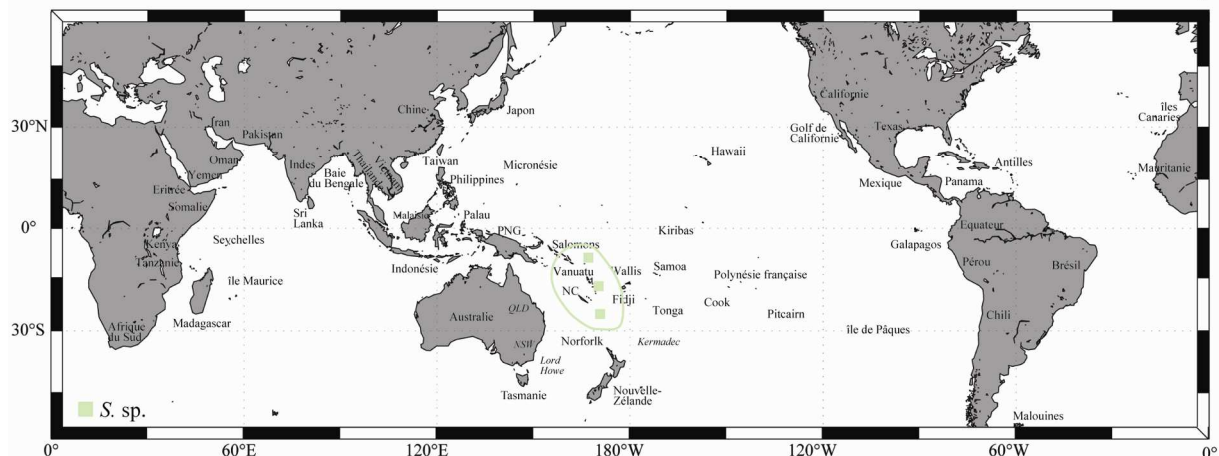 Californie
Chine
Japon
îles
Canaries
Iran
Texas
30°N
Golf de
Californie
Pakistan
Hawaii
Taiwan
Oman
Indes
Micronésie
Antilles
Vietnam
Thaïlande
Mauritanie
Yemen
Baie
du Bengale
Philippines
Mexique
Panama
Eritrée
Somalie
Sri
Lanka
Malaisie
Palau
Equateur
0°
PNG
Kiribas
Kenya
Seychelles
Salomons
Galapagos
Tanzanie
Indonésie
Vanuatu
Wallis
Samoa
Pérou
Brésil
île Maurice
Polynésie française
NC
Fidji
Cook
QLD
Tonga
Pitcairn
Madagascar
Australie
Chili
Afrique
du Sud
30°S
île de Pâques
NSW
Norforlk
Kermadec
Lord
Howe
Tasmanie
Nouvelle-
Zélande
S. sp.
Malouines
0°
60°E
120°E
180°W
120°W
60°W
0°